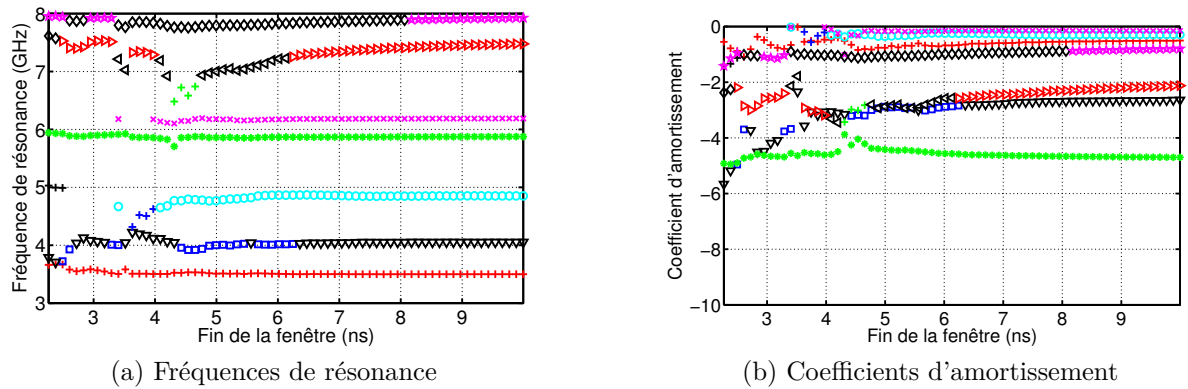 8
7
6
5
4
3
Fréquence de résonance (GHz)
3 4 5 6 7 8 9
Fin de la fenêtre (ns)
(a) Fréquences de résonance
0
−2
−4
−6
−8
−10
Coefficient d'amortissement
3 4 5 6 7 8 9
Fin de la fenêtre (ns)
(b) Coefficients d'amortissement